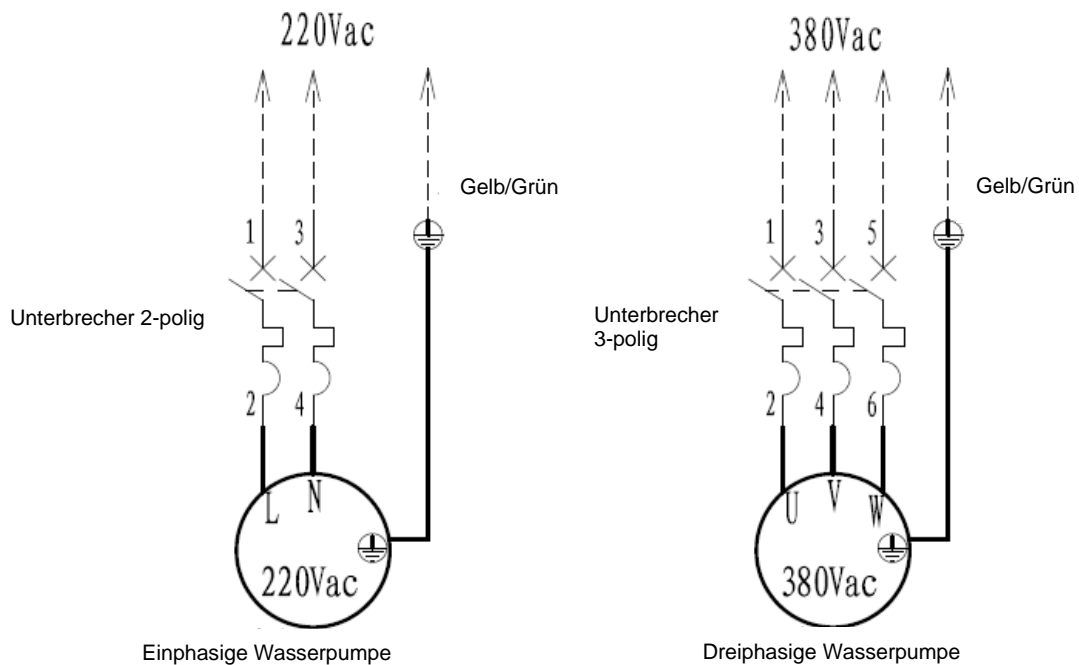 220Vac
Gelb/Grün
1 3
Unterbrecher 2-polig
2 4
L N
220Vac
Einphasige Wasserpumpe
380Vac
Gelb/Grün
1 3 5
Unterbrecher
3-polig
2 4 6
U V W
380Vac
Dreiphasige Wasserpumpe